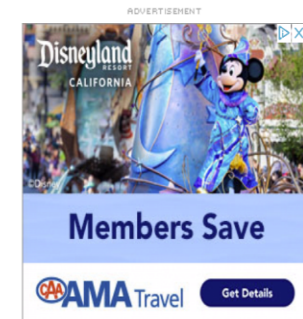 ADVERTISEMENT
Disneyland
RESORT
CALIFORNIA
©Disney
Members Save
CAA AMA Travel
Get Details